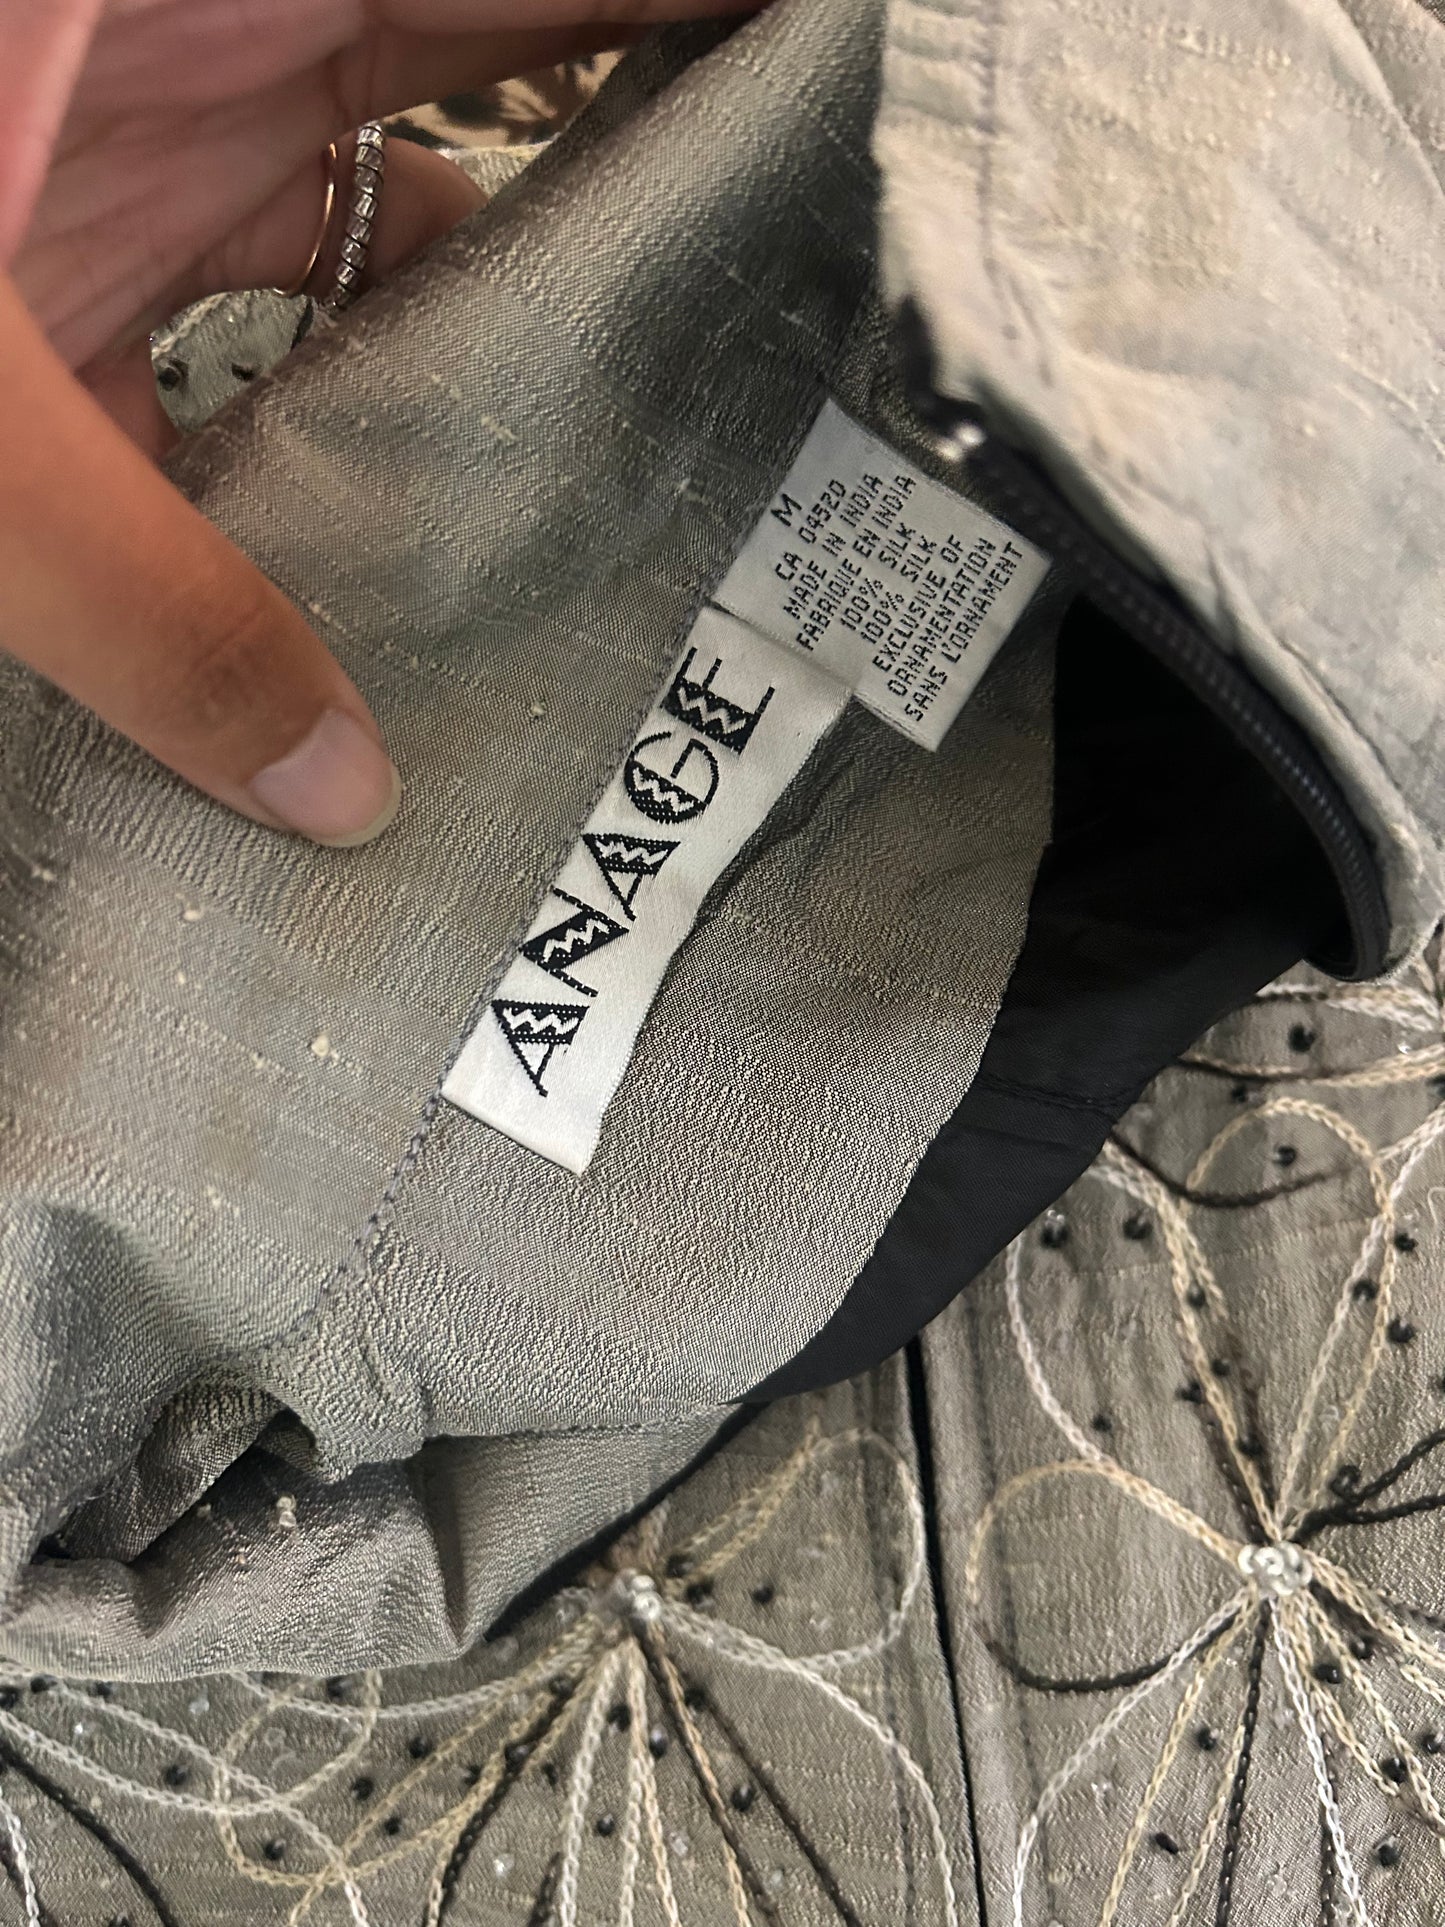 M
CA 04520
MADE IN INDIA
FABRIQUE EN INDIA
100% SILK
100% SILK
EXCLUSIVE OF
ORNAMENTATION
SANS L'ORNAMENT
ANAGE